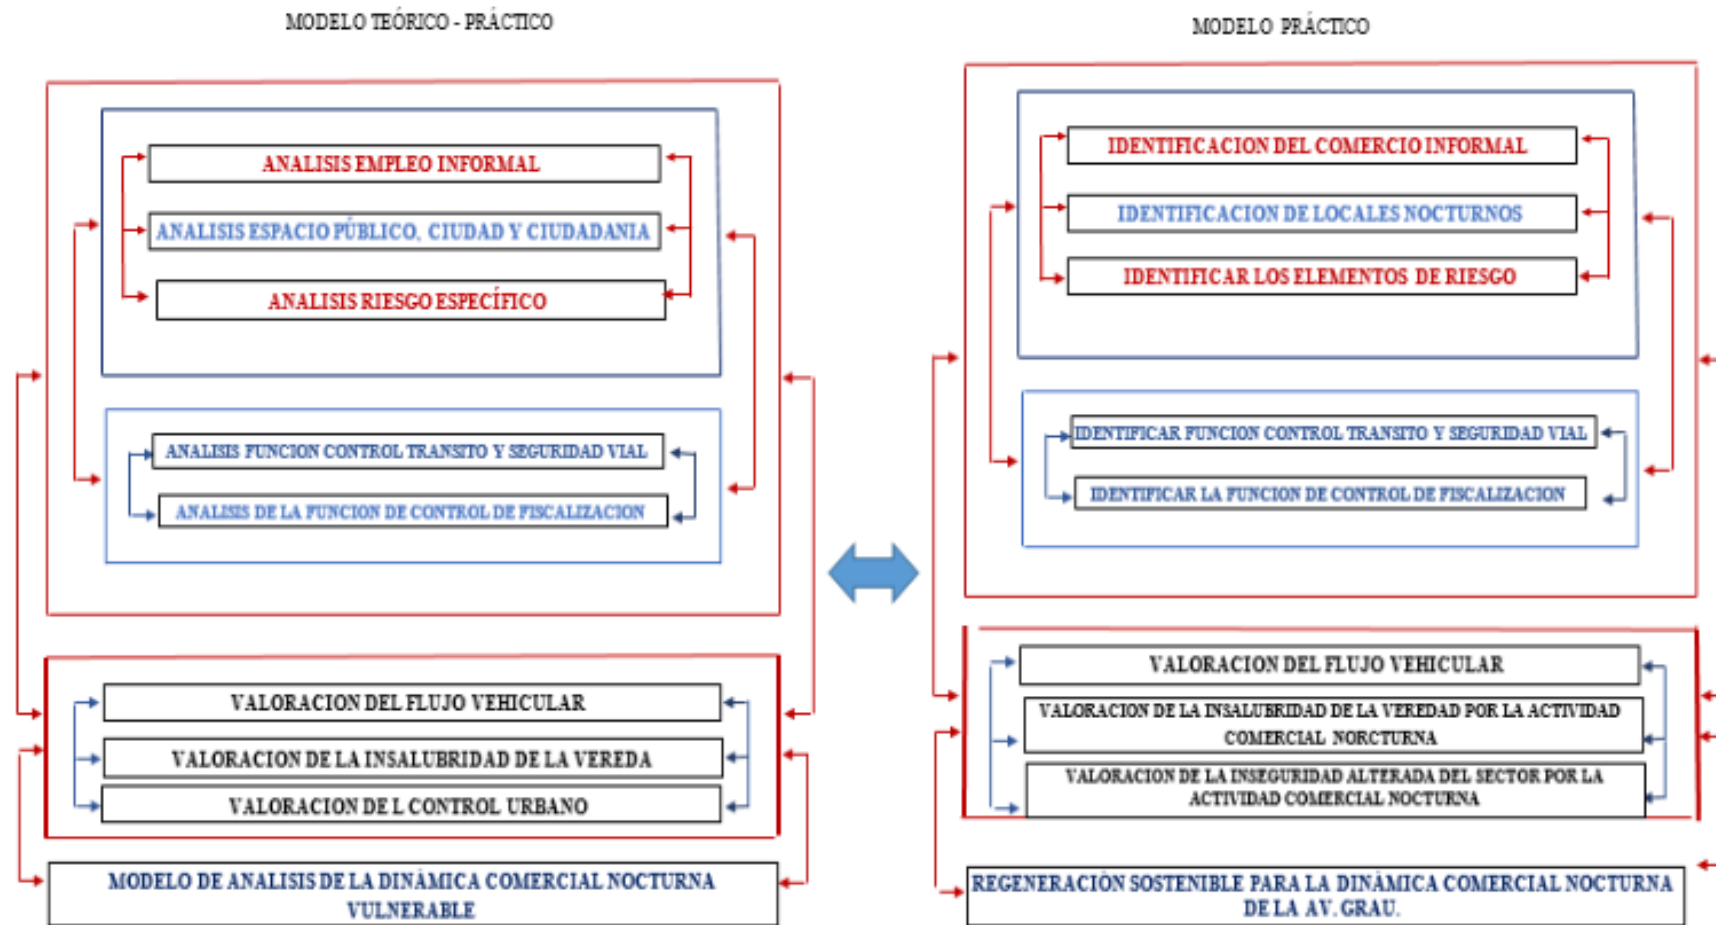 MODELO TEÓRICO - PRÁCTICO
ANALISIS EMPLEO INFORMAL
ANALISIS ESPACIO PÚBLICO, CIUDAD Y CIUDADANIA
ANALISIS RIESGO ESPECÍFICO
ANALISIS FUNCION CONTROL TRANSITO Y SEGURIDAD VIAL
ANALISIS DE LA FUNCION DE CONTROL DE FISCALIZACION
VALORACION DEL FLUJO VEHICULAR
VALORACION DE LA INSALUBRIDAD DE LA VEREDA
VALORACION DE L CONTROL URBANO
MODELO DE ANALISIS DE LA DINÁMICA COMERCIAL NOCTURNA
VULNERABLE
MODELO PRÁCTICO
IDENTIFICACION DEL COMERCIO INFORMAL
IDENTIFICACION DE LOCALES NOCTURNOS
IDENTIFICAR LOS ELEMENTOS DE RIESGO
IDENTIFICAR FUNCION CONTROL TRANSITO Y SEGURIDAD VIAL
IDENTIFICAR LA FUNCION DE CONTROL DE FISCALIZACION
VALORACION DEL FLUJO VEHICULAR
VALORACION DE LA INSALUBRIDAD DE LA VEREDAD POR LA ACTIVIDAD
COMERCIAL NORCTURNA
VALORACION DE LA INSEGURIDAD ALTERADA DEL SECTOR POR LA
ACTIVIDAD COMERCIAL NOCTURNA
REGENERACIÓN SOSTENIBLE PARA LA DINÁMICA COMERCIAL NOCTURNA
DE LA AV. GRAU.